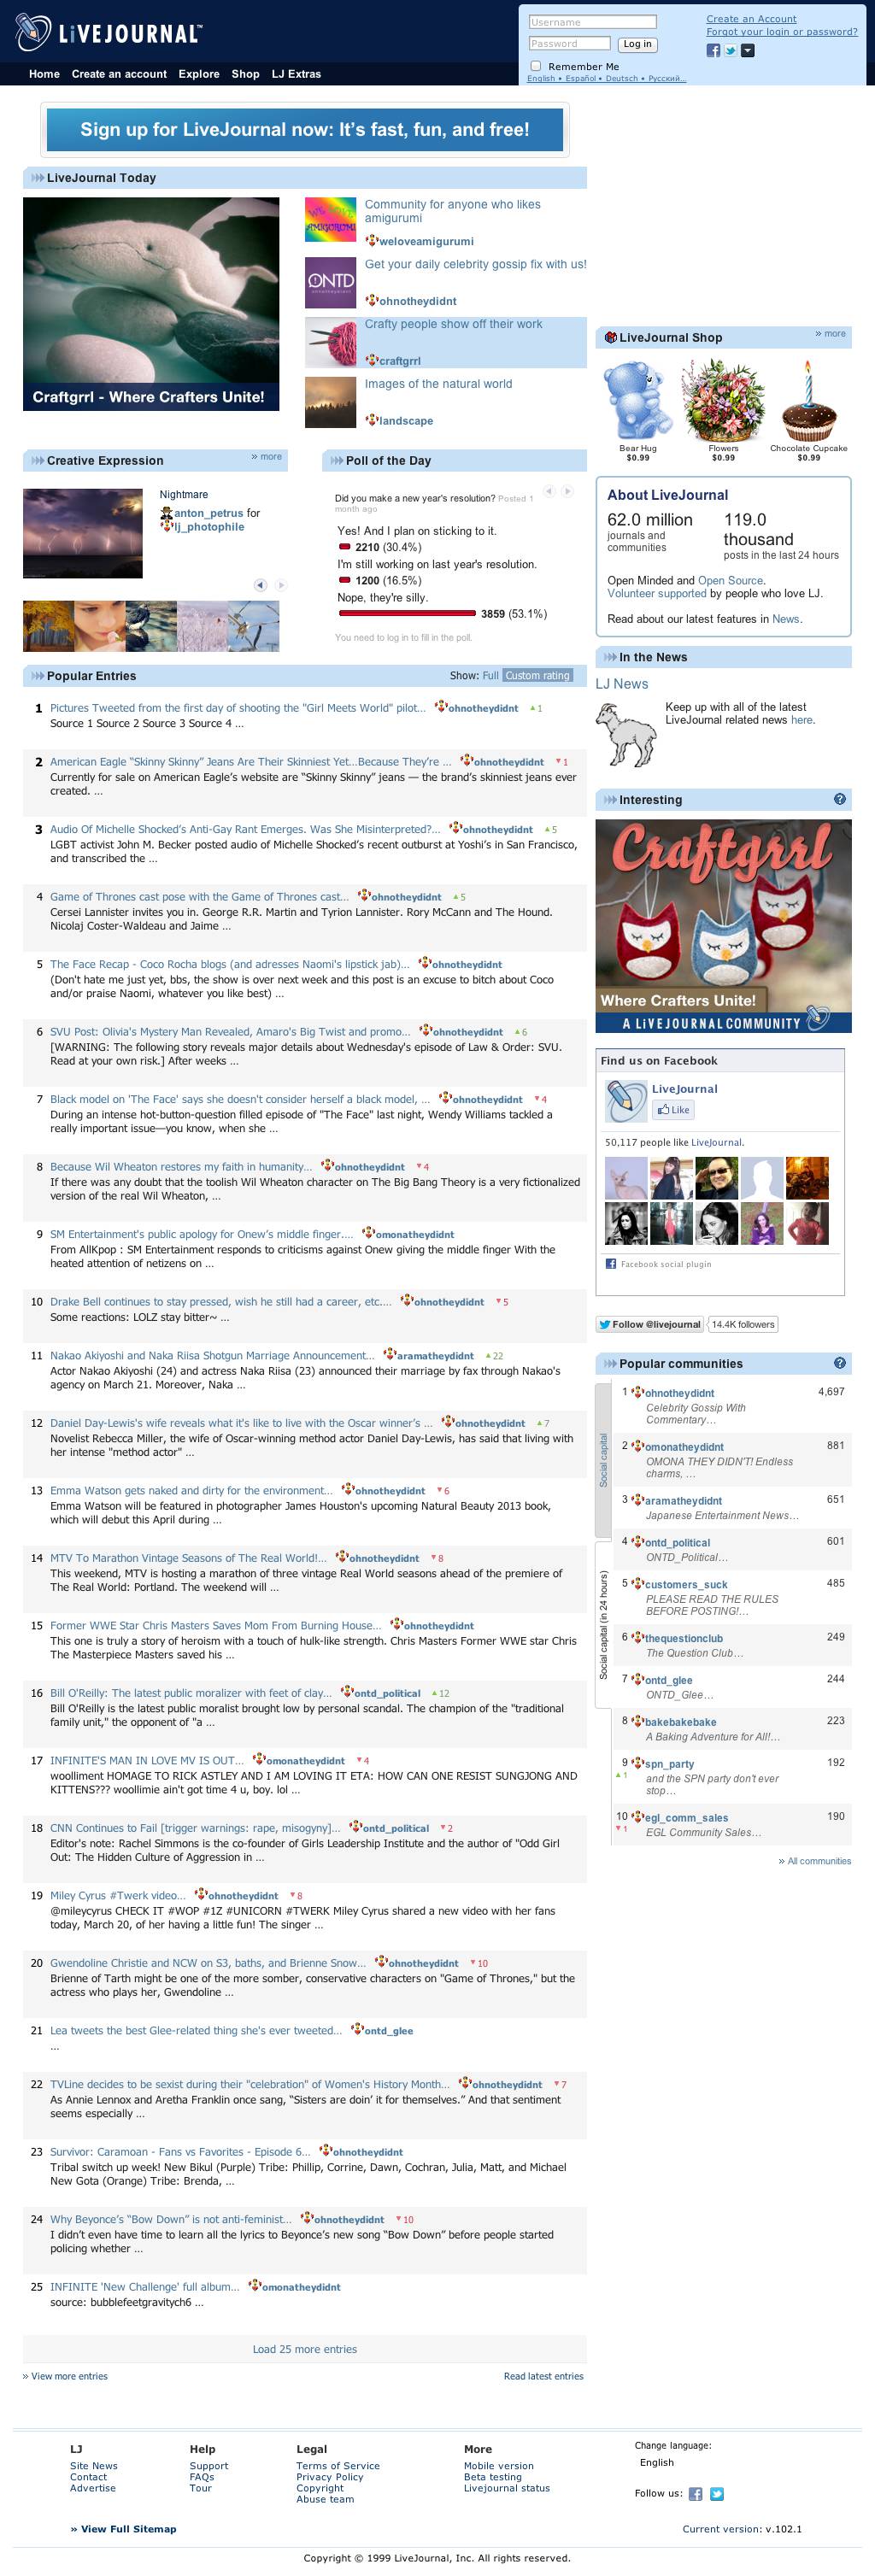 LiVEJOURNAL™
Username
Password
Log in
Remember Me
English • Español • Deutsch • Русский...
Create an Account
Forgot your login or password?
Home Create an account Explore Shop LJ Extras
Sign up for LiveJournal now: It's fast, fun, and free!
LiveJournal Today
Craftgrrl - Where Crafters Unite!
WE LOVE
AMIGURUMI
Community for anyone who likes
amigurumi
weloveamigurumi
ONTD
Get your daily celebrity gossip fix with us!
ohnotheydidnt
Crafty people show off their work
craftgrrl
Images of the natural world
landscape
Creative Expression
» more
Nightmare
anton_petrus for
lj_photophile
Poll of the Day
Did you make a new year's resolution? Posted 1
month ago
Yes! And I plan on sticking to it.
2210 (30.4%)
I'm still working on last year's resolution.
1200 (16.5%)
Nope, they're silly.
3859 (53.1%)
You need to log in to fill in the poll.
Popular Entries
Show: Full Custom rating
1 Pictures Tweeted from the first day of shooting the "Girl Meets World" pilot... ohnotheydidnt 1
Source 1 Source 2 Source 3 Source 4 ...
2 American Eagle “Skinny Skinny” Jeans Are Their Skinniest Yet...Because They’re ... ohnotheydidnt 1
Currently for sale on American Eagle’s website are “Skinny Skinny” jeans — the brand’s skinniest jeans ever
created. ...
3 Audio Of Michelle Shocked’s Anti-Gay Rant Emerges. Was She Misinterpreted?... ohnotheydidnt 5
LGBT activist John M. Becker posted audio of Michelle Shocked’s recent outburst at Yoshi’s in San Francisco,
and transcribed the ...
4 Game of Thrones cast pose with the Game of Thrones cast... ohnotheydidnt 5
Cersei Lannister invites you in. George R.R. Martin and Tyrion Lannister. Rory McCann and The Hound.
Nicolaj Coster-Waldeau and Jaime ...
5 The Face Recap - Coco Rocha blogs (and adresses Naomi's lipstick jab)... ohnotheydidnt
(Don't hate me just yet, bbs, the show is over next week and this post is an excuse to bitch about Coco
and/or praise Naomi, whatever you like best) ...
6 SVU Post: Olivia's Mystery Man Revealed, Amaro's Big Twist and promo... ohnotheydidnt 6
[WARNING: The following story reveals major details about Wednesday's episode of Law & Order: SVU.
Read at your own risk.] After weeks ...
7 Black model on 'The Face' says she doesn't consider herself a black model, ... ohnotheydidnt 4
During an intense hot-button-question filled episode of "The Face" last night, Wendy Williams tackled a
really important issue—you know, when she ...
8 Because Wil Wheaton restores my faith in humanity... ohnotheydidnt 4
If there was any doubt that the toolish Wil Wheaton character on The Big Bang Theory is a very fictionalized
version of the real Wil Wheaton, ...
9 SM Entertainment's public apology for Onew’s middle finger.... omonatheydidnt
From AllKpop : SM Entertainment responds to criticisms against Onew giving the middle finger With the
heated attention of netizens on ...
10 Drake Bell continues to stay pressed, wish he still had a career, etc.... ohnotheydidnt 5
Some reactions: LOLZ stay bitter~ ...
11 Nakao Akiyoshi and Naka Riisa Shotgun Marriage Announcement... aramatheydidnt 22
Actor Nakao Akiyoshi (24) and actress Naka Riisa (23) announced their marriage by fax through Nakao's
agency on March 21. Moreover, Naka ...
12 Daniel Day-Lewis's wife reveals what it's like to live with the Oscar winner’s ... ohnotheydidnt 7
Novelist Rebecca Miller, the wife of Oscar-winning method actor Daniel Day-Lewis, has said that living with
her intense "method actor" ...
13 Emma Watson gets naked and dirty for the environment... ohnotheydidnt 6
Emma Watson will be featured in photographer James Houston's upcoming Natural Beauty 2013 book,
which will debut this April during ...
14 MTV To Marathon Vintage Seasons of The Real World!... ohnotheydidnt 8
This weekend, MTV is hosting a marathon of three vintage Real World seasons ahead of the premiere of
The Real World: Portland. The weekend will ...
15 Former WWE Star Chris Masters Saves Mom From Burning House... ohnotheydidnt
This one is truly a story of heroism with a touch of hulk-like strength. Chris Masters Former WWE star Chris
The Masterpiece Masters saved his ...
16 Bill O'Reilly: The latest public moralizer with feet of clay... ontd_political 12
Bill O'Reilly is the latest public moralist brought low by personal scandal. The champion of the "traditional
family unit," the opponent of "a ...
17 INFINITE'S MAN IN LOVE MV IS OUT... omonatheydidnt 4
woolliment HOMAGE TO RICK ASTLEY AND I AM LOVING IT ETA: HOW CAN ONE RESIST SUNGJONG AND
KITTENS??? woollimie ain't got time 4 u, boy. lol ...
18 CNN Continues to Fail [trigger warnings: rape, misogyny]... ontd_political 2
Editor's note: Rachel Simmons is the co-founder of Girls Leadership Institute and the author of "Odd Girl
Out: The Hidden Culture of Aggression in ...
19 Miley Cyrus #Twerk video... ohnotheydidnt 8
@mileycyrus CHECK IT #WOP #1Z #UNICORN #TWERK Miley Cyrus shared a new video with her fans
today, March 20, of her having a little fun! The singer ...
20 Gwendoline Christie and NCW on S3, baths, and Brienne Snow... ohnotheydidnt 10
Brienne of Tarth might be one of the more somber, conservative characters on "Game of Thrones," but the
actress who plays her, Gwendoline ...
21 Lea tweets the best Glee-related thing she's ever tweeted... ontd_glee
...
22 TVLine decides to be sexist during their "celebration" of Women's History Month... ohnotheydidnt 7
As Annie Lennox and Aretha Franklin once sang, “Sisters are doin’ it for themselves.” And that sentiment
seems especially ...
23 Survivor: Caramoan - Fans vs Favorites - Episode 6... ohnotheydidnt
Tribal switch up week! New Bikul (Purple) Tribe: Phillip, Corrine, Dawn, Cochran, Julia, Matt, and Michael
New Gota (Orange) Tribe: Brenda, ...
24 Why Beyonce’s “Bow Down” is not anti-feminist... ohnotheydidnt 10
I didn’t even have time to learn all the lyrics to Beyonce’s new song “Bow Down” before people started
policing whether ...
25 INFINITE 'New Challenge' full album... omonatheydidnt
source: bubblefeetgravitych6 ...
Load 25 more entries
» View more entries
Read latest entries
LiveJournal Shop
» more
Bear Hug
$0.99
Flowers
$0.99
Chocolate Cupcake
$0.99
About LiveJournal
62.0 million
journals and
communities
119.0
thousand
posts in the last 24 hours
Open Minded and Open Source.
Volunteer supported by people who love LJ.
Read about our latest features in News.
In the News
LJ News
Keep up with all of the latest
LiveJournal related news here.
Interesting
Craftgrrl
Where Crafters Unite!
A LiVEJOURNAL COMMUNITY
Find us on Facebook
LiveJournal
Like
50,117 people like LiveJournal.
Facebook social plugin
Follow @livejournal
14.4K followers
Popular communities
Social capital
Social capital (in 24 hours)
1 ohnotheydidnt 4,697
Celebrity Gossip With
Commentary...
2 omonatheydidnt 881
OMONA THEY DIDN'T! Endless
charms, ...
3 aramatheydidnt 651
Japanese Entertainment News...
4 ontd_political 601
ONTD_Political...
5 customers_suck 485
PLEASE READ THE RULES
BEFORE POSTING!...
6 thequestionclub 249
The Question Club...
7 ontd_glee 244
ONTD_Glee...
8 bakebakebake 223
A Baking Adventure for All!...
9 spn_party 192
1
and the SPN party don't ever
stop...
10 egl_comm_sales 190
1
EGL Community Sales...
» All communities
LJ
Site News
Contact
Advertise
Help
Support
FAQs
Tour
Legal
Terms of Service
Privacy Policy
Copyright
Abuse team
More
Mobile version
Beta testing
Livejournal status
Change language:
English
Follow us:
» View Full Sitemap
Current version: v.102.1
Copyright © 1999 LiveJournal, Inc. All rights reserved.